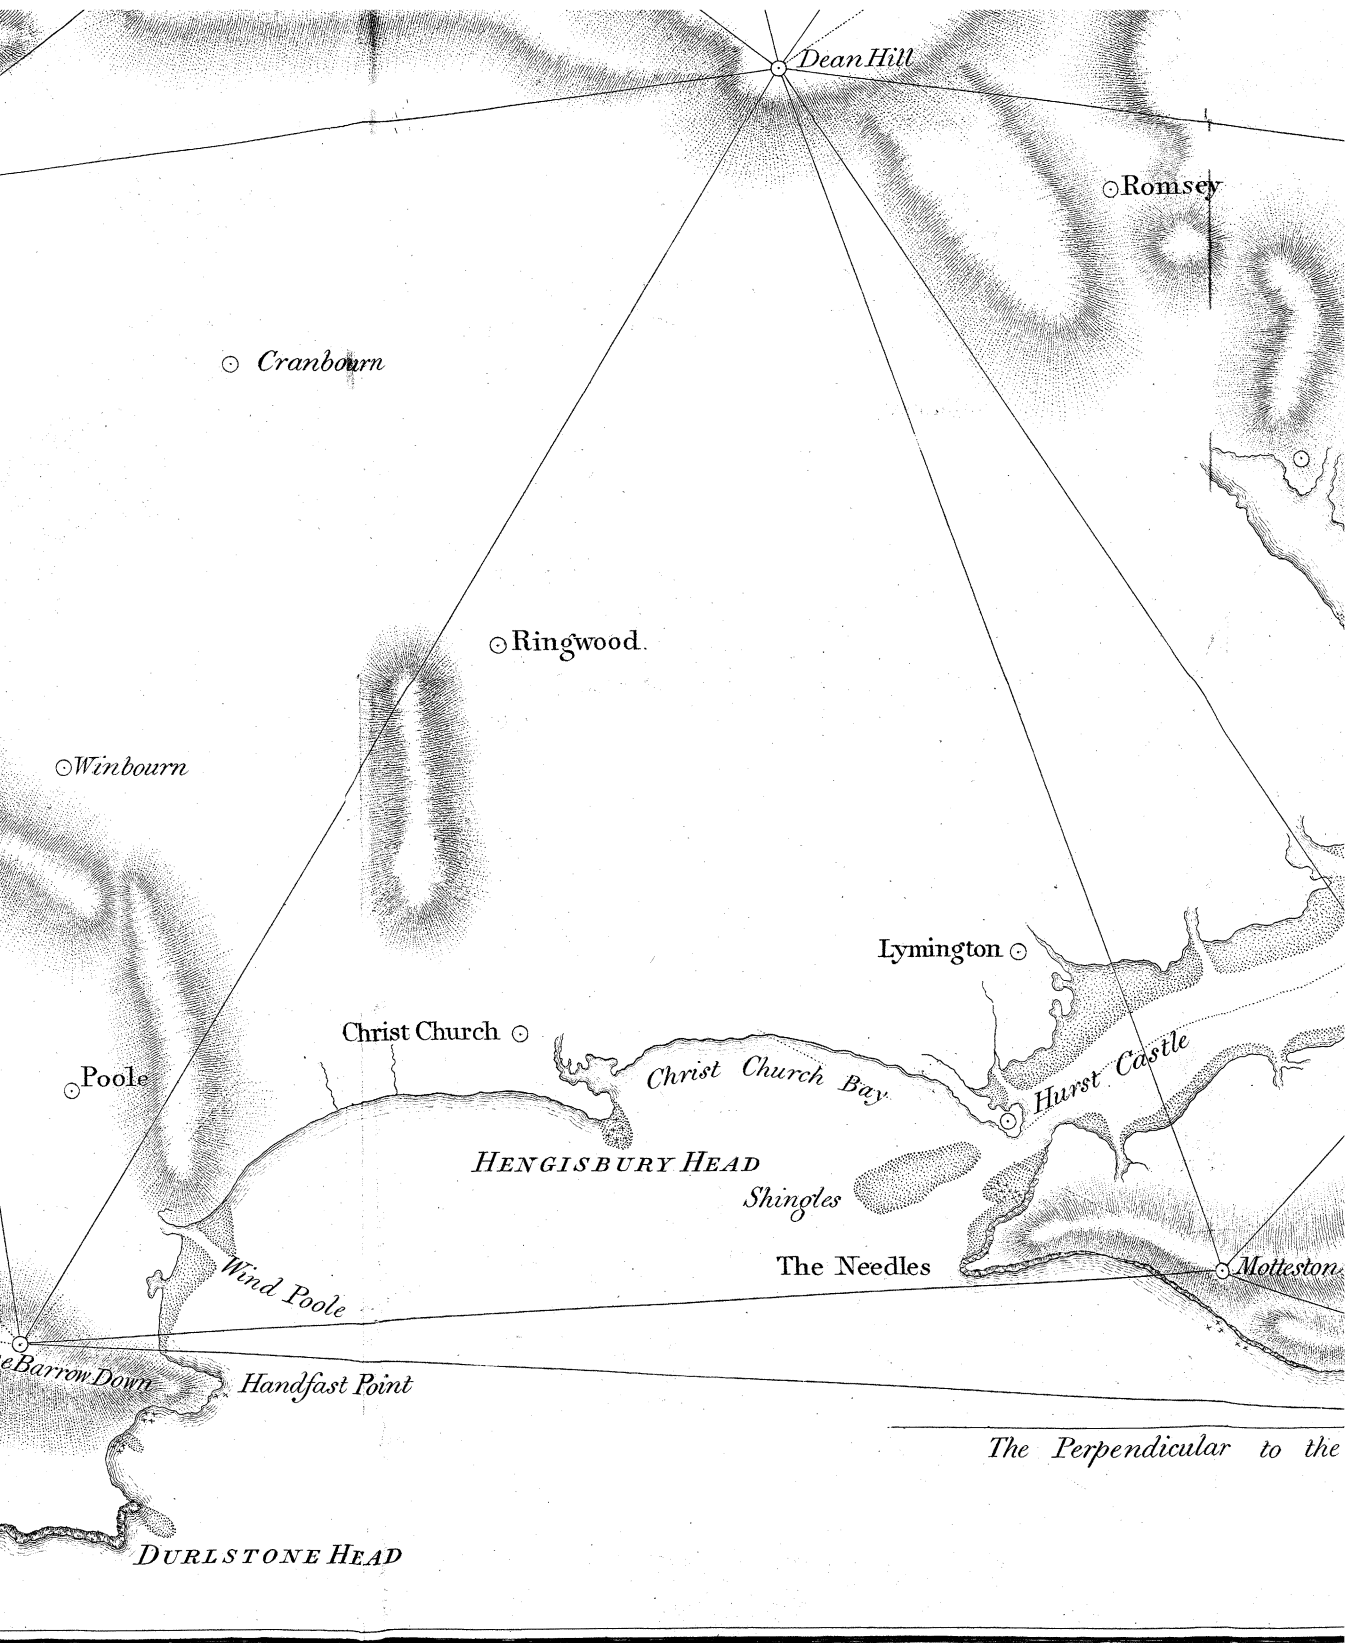 Dean Hill
Romsey
Cranbourn
Ringwood.
Winbourn
Lymington
Christ Church
Poole
Christ Church Bay
Hurst Castle
HENGISBURY HEAD
Shingles
The Needles
Motteston
Wind Poole
Barrow Down
Handfast Point
The Perpendicular to the
DURLSTONE HEAD